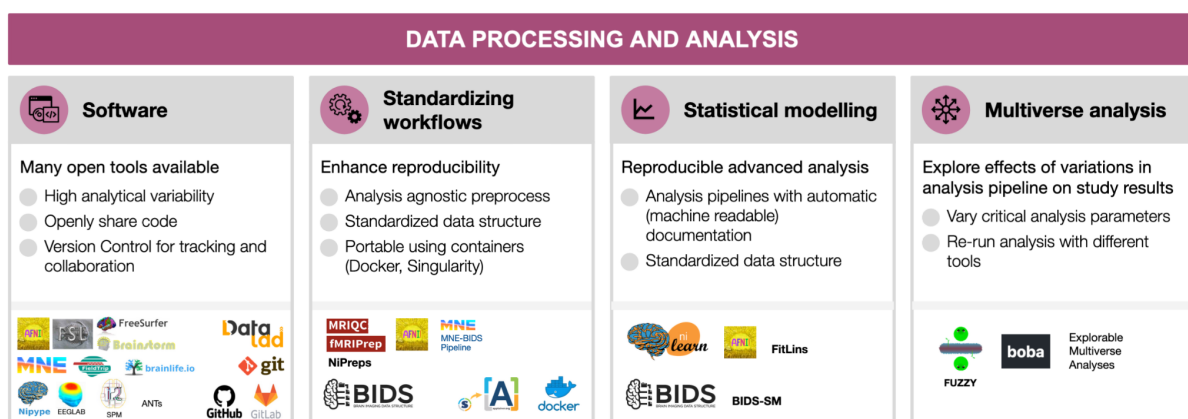 DATA PROCESSING AND ANALYSIS
Software
Many open tools available
High analytical variability
Openly share code
Version Control for tracking and
collaboration
AFNI
FSL
FreeSurfer
Brainstorm
Datalad
MNE
FieldTrip
brainlife.io
git
Nipype
EEGLAB
SPM
ANTs
GitHub
GitLab
Standardizing
workflows
Enhance reproducibility
Analysis agnostic preprocess
Standardized data structure
Portable using containers
(Docker, Singularity)
MRIQC
fMRIPrep
NiPreps
AFNI
MNE
MNE-BIDS
Pipeline
BIDS
BRAIN IMAGING DATA STRUCTURE
S
[A]
docker
Statistical modelling
Reproducible advanced analysis
Analysis pipelines with automatic
(machine readable)
documentation
Standardized data structure
ni
learn
AFNI
FitLins
BIDS
BRAIN IMAGING DATA STRUCTURE
BIDS-SM
Multiverse analysis
Explore effects of variations in
analysis pipeline on study results
Vary critical analysis parameters
Re-run analysis with different
tools
FUZZY
boba
Explorable
Multiverse
Analyses